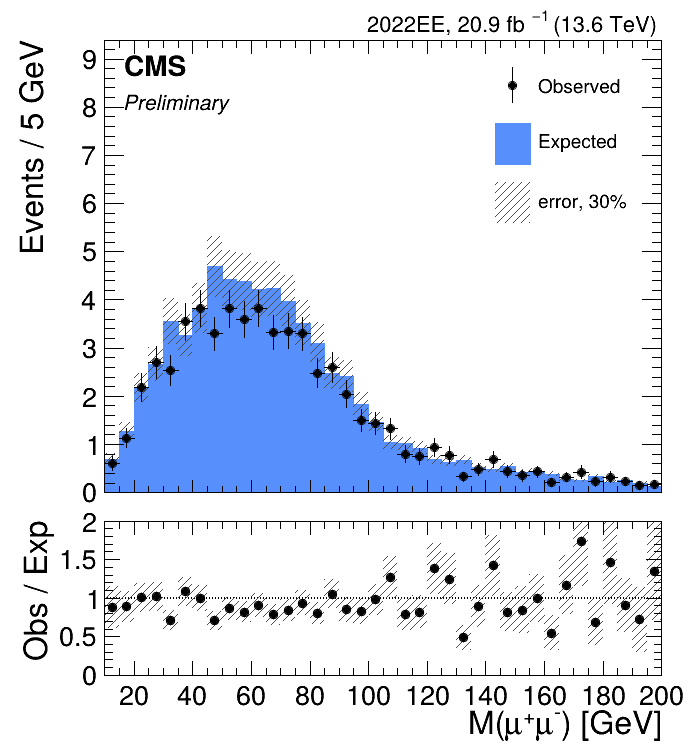 2022EE, 20.9 fb⁻¹ (13.6 TeV)
Events / 5 GeV
CMS
Preliminary
Observed
Expected
error, 30%
9
8
7
6
5
4
3
2
1
0
Obs / Exp
2
1.5
1
0.5
0
20 40 60 80 100 120 140 160 180 200
M(μ⁺μ⁻) [GeV]